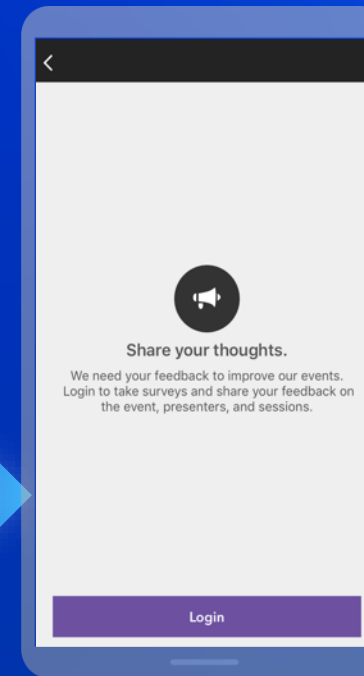 Share your thoughts.
We need your feedback to improve our events.
Login to take surveys and share your feedback on
the event, presenters, and sessions.
Login